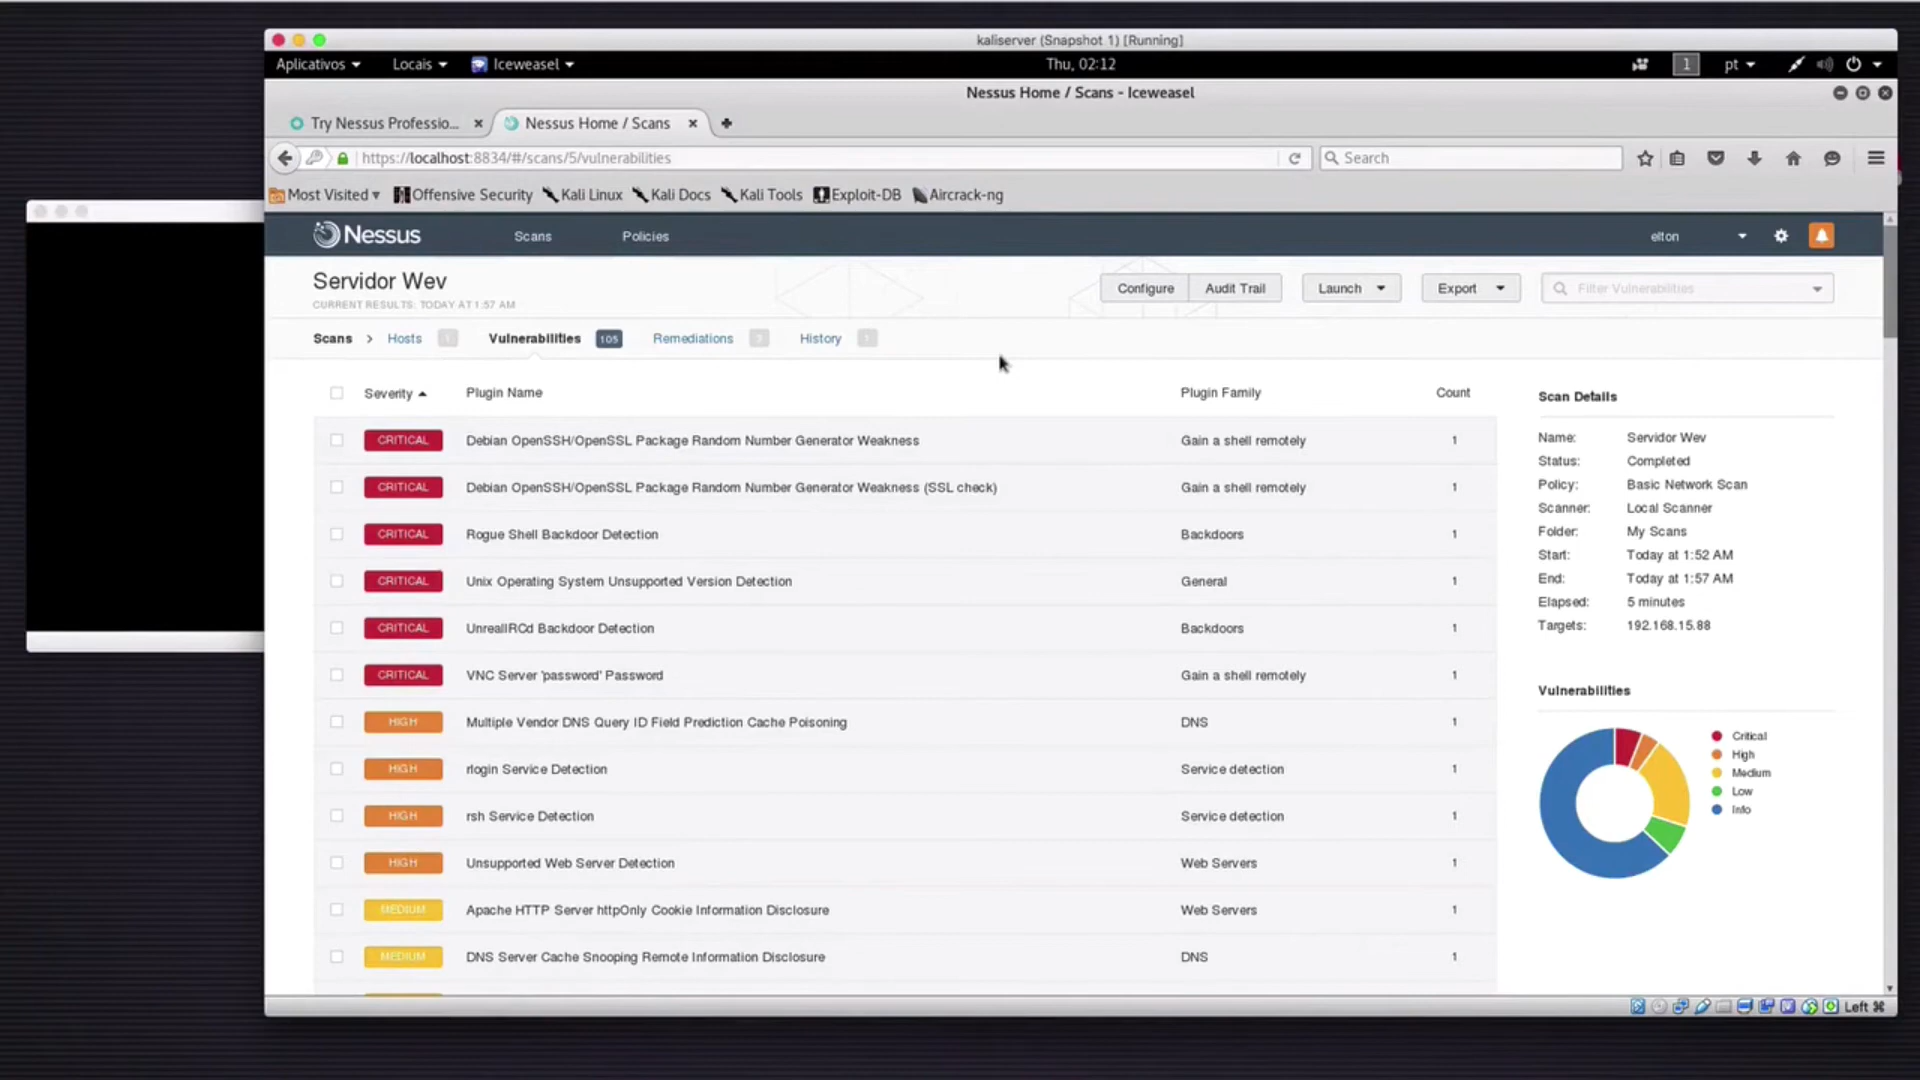 kaliserver (Snapshot 1) [Running]
Aplicativos Locais Iceweasel Thu, 02:12 1 pt
Nessus Home / Scans - Iceweasel
Try Nessus Professio... Nessus Home / Scans
https://localhost:8834/#/scans/5/vulnerabilities Search
Most Visited Offensive Security Kali Linux Kali Docs Kali Tools Exploit-DB Aircrack-ng
Nessus Scans Policies elton
Servidor Wev
CURRENT RESULTS: TODAY AT 1:57 AM
Configure Audit Trail Launch Export Filter Vulnerabilities
Scans > Hosts Vulnerabilities 105 Remediations History
Severity Plugin Name Plugin Family Count
CRITICAL Debian OpenSSH/OpenSSL Package Random Number Generator Weakness Gain a shell remotely 1
CRITICAL Debian OpenSSH/OpenSSL Package Random Number Generator Weakness (SSL check) Gain a shell remotely 1
CRITICAL Rogue Shell Backdoor Detection Backdoors 1
CRITICAL Unix Operating System Unsupported Version Detection General 1
CRITICAL UnrealIRCd Backdoor Detection Backdoors 1
CRITICAL VNC Server 'password' Password Gain a shell remotely 1
HIGH Multiple Vendor DNS Query ID Field Prediction Cache Poisoning DNS 1
HIGH rlogin Service Detection Service detection 1
HIGH rsh Service Detection Service detection 1
HIGH Unsupported Web Server Detection Web Servers 1
MEDIUM Apache HTTP Server httpOnly Cookie Information Disclosure Web Servers 1
MEDIUM DNS Server Cache Snooping Remote Information Disclosure DNS 1
Scan Details
Name: Servidor Wev
Status: Completed
Policy: Basic Network Scan
Scanner: Local Scanner
Folder: My Scans
Start: Today at 1:52 AM
End: Today at 1:57 AM
Elapsed: 5 minutes
Targets: 192.168.15.88
Vulnerabilities
Critical
High
Medium
Low
Info
Left ⌘